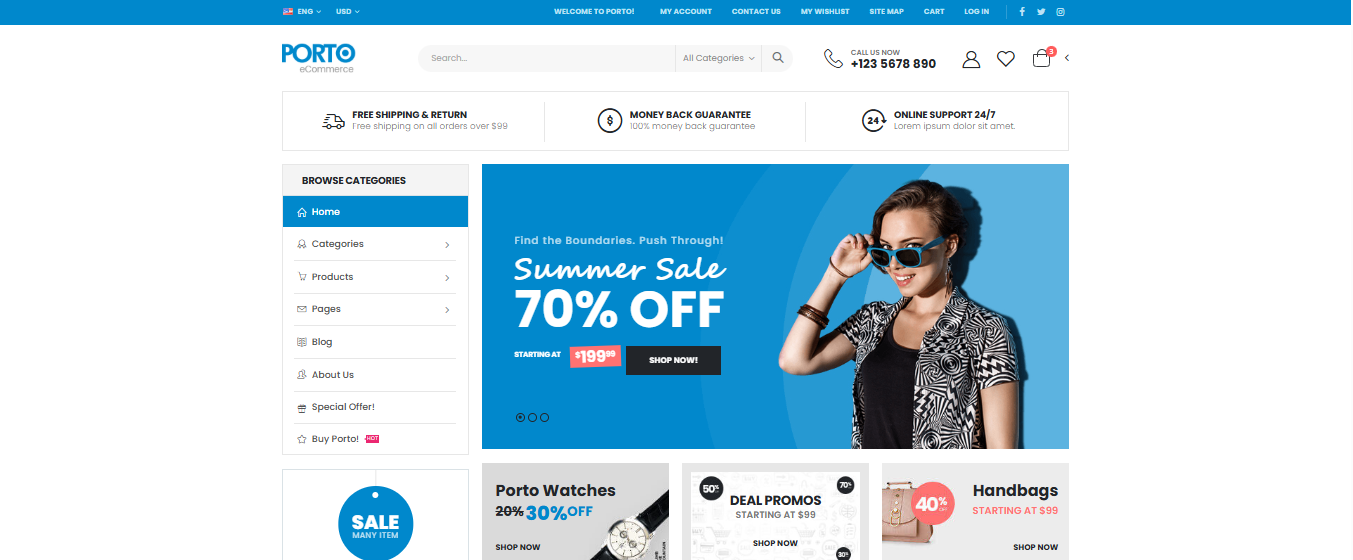 ENG USD WELCOME TO PORTO! MY ACCOUNT CONTACT US MY WISHLIST SITE MAP CART LOG IN
PORTO
eCommerce
Search...
All Categories
CALL US NOW
+123 5678 890
3
FREE SHIPPING & RETURN
Free shipping on all orders over $99
MONEY BACK GUARANTEE
100% money back guarantee
24
ONLINE SUPPORT 24/7
Lorem ipsum dolor sit amet.
BROWSE CATEGORIES
Home
Categories
Products
Pages
Blog
About Us
Special Offer!
Buy Porto! HOT
Find the Boundaries. Push Through!
Summer Sale
70% OFF
STARTING AT $199.99 SHOP NOW!
SALE
MANY ITEM
Porto Watches
20% 30% OFF
SHOP NOW
50%
70%
DEAL PROMOS
STARTING AT $99
SHOP NOW
30%
40% OFF
Handbags
STARTING AT $99
SHOP NOW